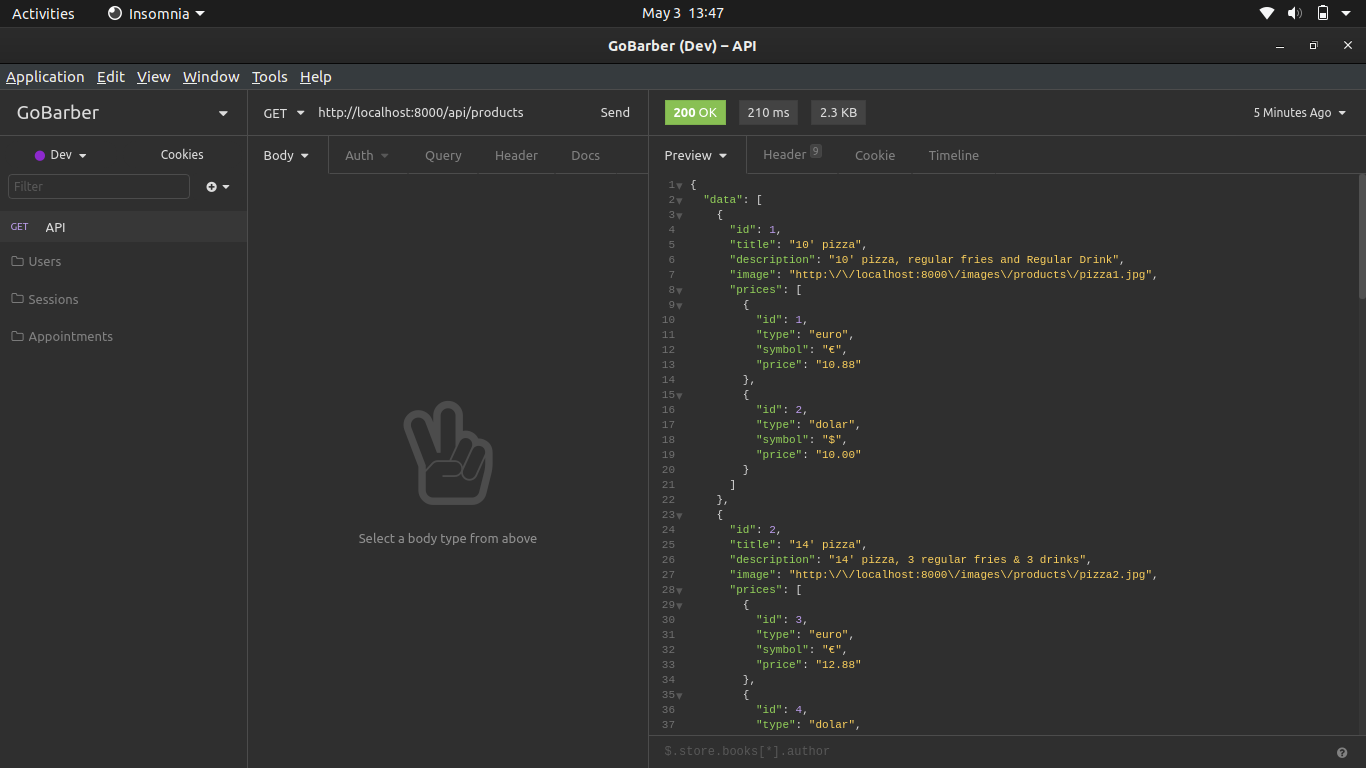 Activities Insomnia May 3 13:47
GoBarber (Dev) – API
Application Edit View Window Tools Help
GoBarber
GET http://localhost:8000/api/products Send
200 OK 210 ms 2.3 KB 5 Minutes Ago
Dev Cookies
Body Auth Query Header Docs
Preview Header 9 Cookie Timeline
Filter
GET API
Users
Sessions
Appointments
Select a body type from above
1 {
2 "data": [
3 {
4 "id": 1,
5 "title": "10' pizza",
6 "description": "10' pizza, regular fries and Regular Drink",
7 "image": "http:\/\/localhost:8000\/images\/products\/pizza1.jpg",
8 "prices": [
9 {
10 "id": 1,
11 "type": "euro",
12 "symbol": "€",
13 "price": "10.88"
14 },
15 {
16 "id": 2,
17 "type": "dolar",
18 "symbol": "$",
19 "price": "10.00"
20 }
21 ]
22 },
23 {
24 "id": 2,
25 "title": "14' pizza",
26 "description": "14' pizza, 3 regular fries & 3 drinks",
27 "image": "http:\/\/localhost:8000\/images\/products\/pizza2.jpg",
28 "prices": [
29 {
30 "id": 3,
31 "type": "euro",
32 "symbol": "€",
33 "price": "12.88"
34 },
35 {
36 "id": 4,
37 "type": "dolar",
$.store.books[*].author